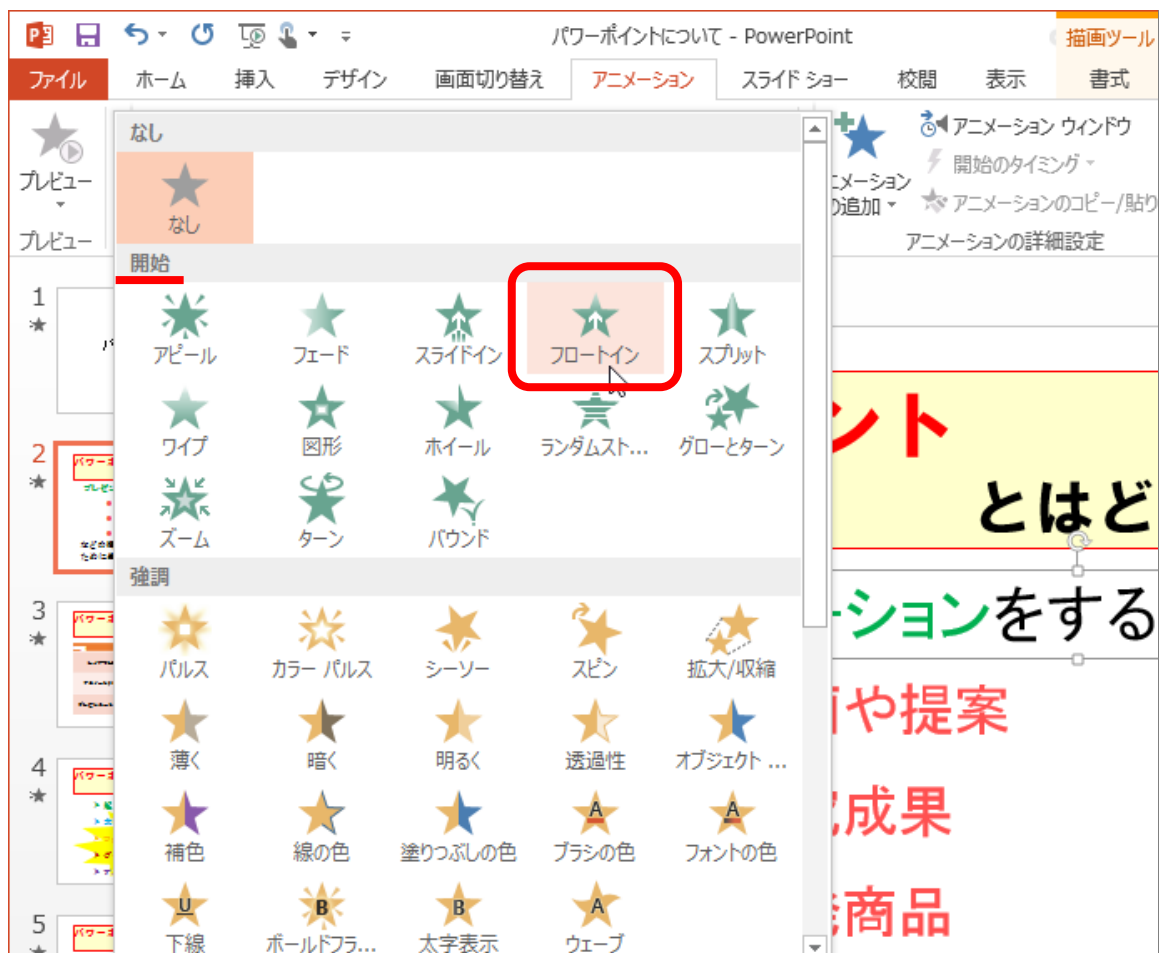 パワーポイントについて - PowerPoint
描画ツール
ファイル ホーム 挿入 デザイン 画面切り替え アニメーション スライド ショー 校閲 表示 書式
プレビュー
プレビュー
なし
なし
開始
アピール フェード スライドイン フロートイン スプリット
ワイプ 図形 ホイール ランダムスト... グローとターン
ズーム ターン バウンド
強調
パルス カラー パルス シーソー スピン 拡大/収縮
薄く 暗く 明るく 透過性 オブジェクト ...
補色 線の色 塗りつぶしの色 ブラシの色 フォントの色
下線 ボールドフラ... 太字表示 ウェーブ
メーション
の追加
アニメーション ウィンドウ
開始のタイミング
アニメーションのコピー/貼り
アニメーションの詳細設定
1
2
3
4
5
ント
とはど
ションをする
や提案
成果
商品